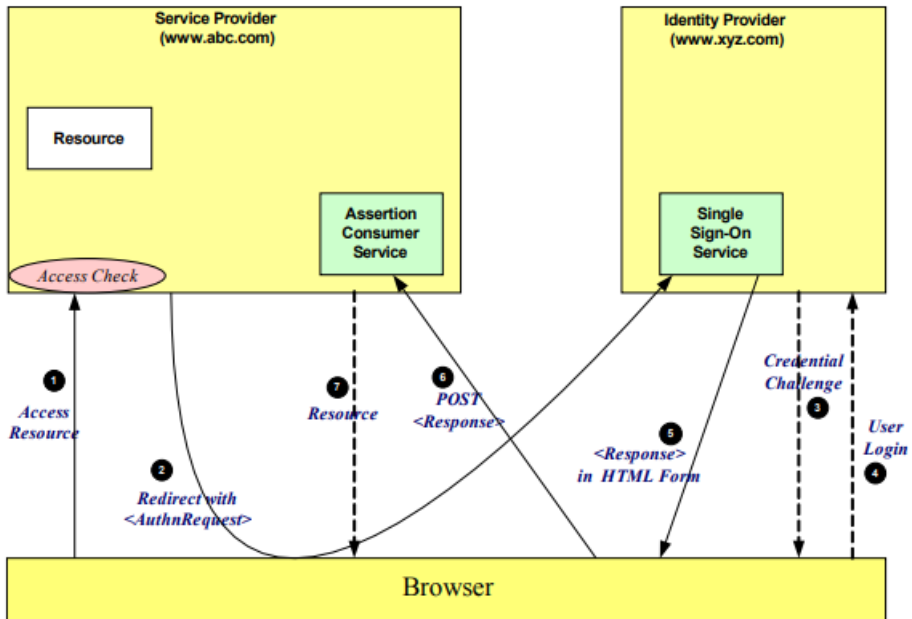 Service Provider
(www.abc.com)
Identity Provider
(www.xyz.com)
Resource
Assertion
Consumer
Service
Single
Sign-On
Service
Access Check
1
Access
Resource
2
Redirect with
<AuthnRequest>
7
Resource
6
POST
<Response>
5
<Response>
in HTML Form
Credential
Challenge
3
User
Login
4
Browser